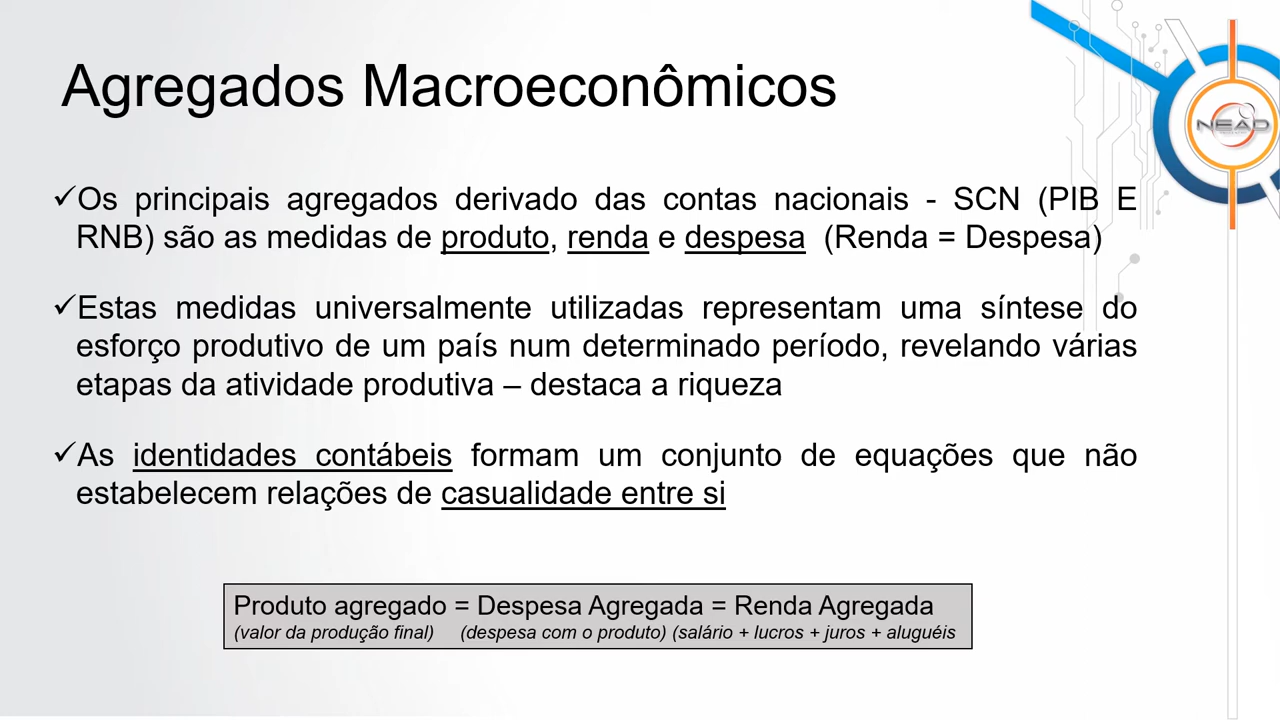 Agregados Macroeconômicos
NEAD
✓Os principais agregados derivado das contas nacionais - SCN (PIB E
RNB) são as medidas de produto, renda e despesa (Renda = Despesa)
✓Estas medidas universalmente utilizadas representam uma síntese do
esforço produtivo de um país num determinado período, revelando várias
etapas da atividade produtiva – destaca a riqueza
✓As identidades contábeis formam um conjunto de equações que não
estabelecem relações de casualidade entre si
Produto agregado = Despesa Agregada = Renda Agregada
(valor da produção final) (despesa com o produto) (salário + lucros + juros + aluguéis